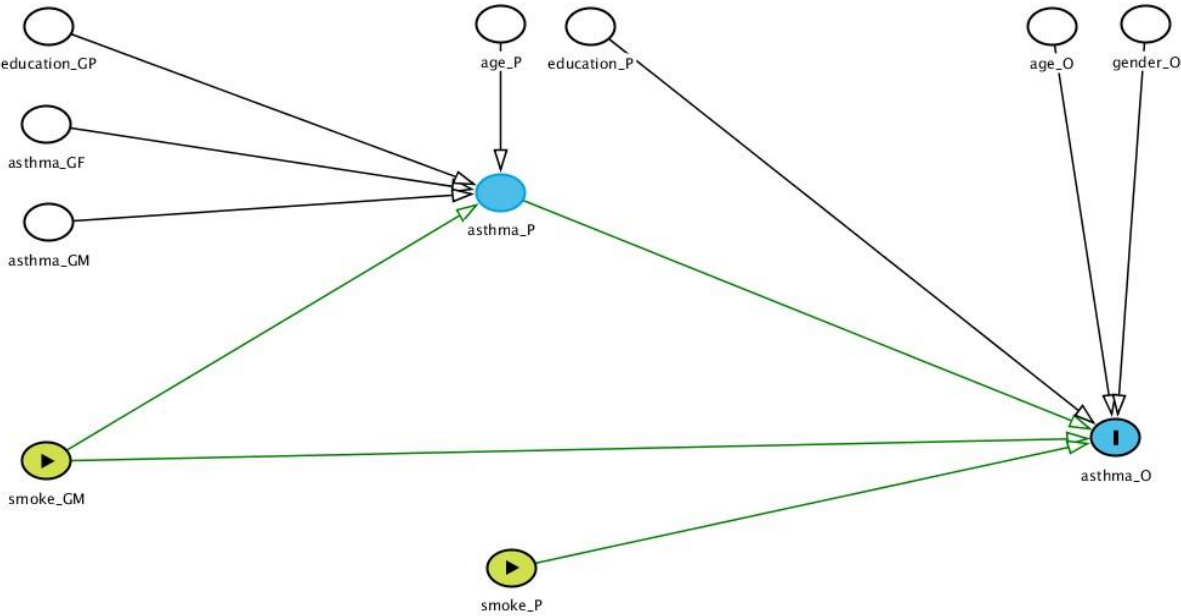 education_GP
age_P
education_P
age_O
gender_O
asthma_GF
asthma_P
asthma_GM
asthma_O
smoke_GM
smoke_P